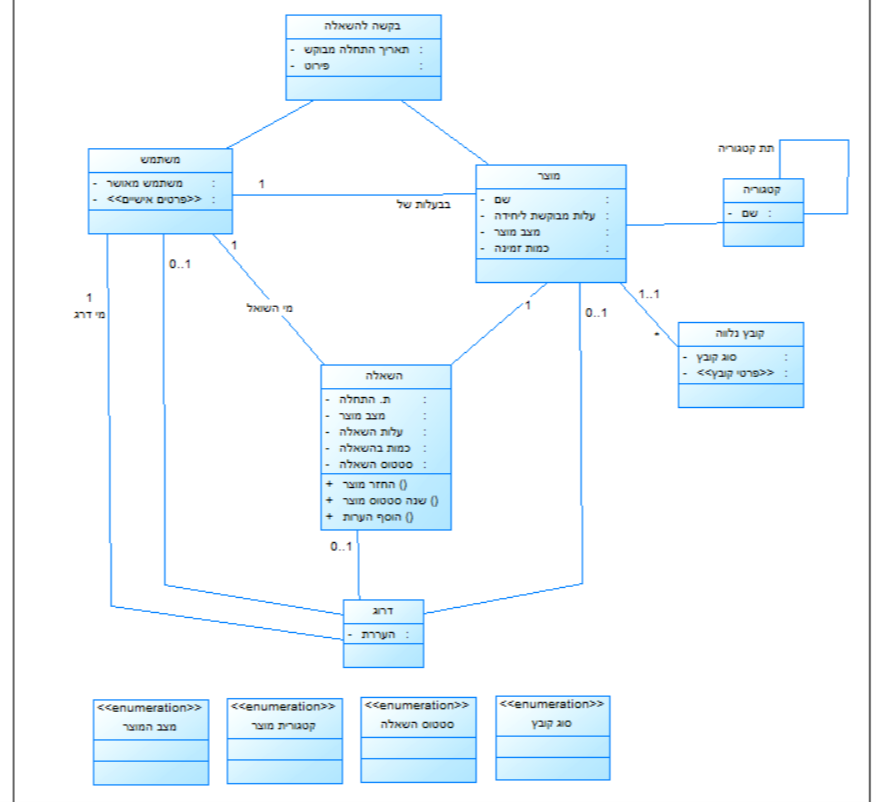 בקשה להשאלה
- תאריך התחלה מבוקש :
- פירוט :
משתמש
- משתמש מאושר :
- <<פרטים אישיים>> :
1
בבעלות של
מוצר
- שם :
- עלות מבוקשת ליחידה :
- מצב מוצר :
- כמות זמינה :
תת קטגוריה
קטגוריה
- שם :
1
מי דרג
0..1
1
מי השואל
1
0..1
1..1
*
קובץ נלווה
- סוג קובץ :
- <<פרטי קובץ>> :
השאלה
- ת. התחלה :
- מצב מוצר :
- עלות השאלה :
- כמות בהשאלה :
- סטטוס השאלה :
+ החזר מוצר ()
+ שנה סטטוס מוצר ()
+ הוסף הערות ()
0..1
דרוג
- העררת :
<<enumeration>>
מצב המוצר
<<enumeration>>
קטגורית מוצר
<<enumeration>>
סטטוס השאלה
<<enumeration>>
סוג קובץ